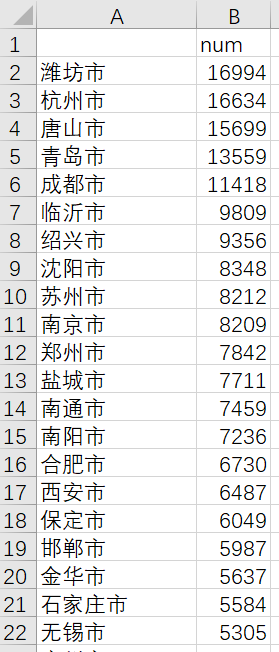 A B
1 num
2 潍坊市 16994
3 杭州市 16634
4 唐山市 15699
5 青岛市 13559
6 成都市 11418
7 临沂市 9809
8 绍兴市 9356
9 沈阳市 8348
10 苏州市 8212
11 南京市 8209
12 郑州市 7842
13 盐城市 7711
14 南通市 7459
15 南阳市 7236
16 合肥市 6730
17 西安市 6487
18 保定市 6049
19 邯郸市 5987
20 金华市 5637
21 石家庄市 5584
22 无锡市 5305